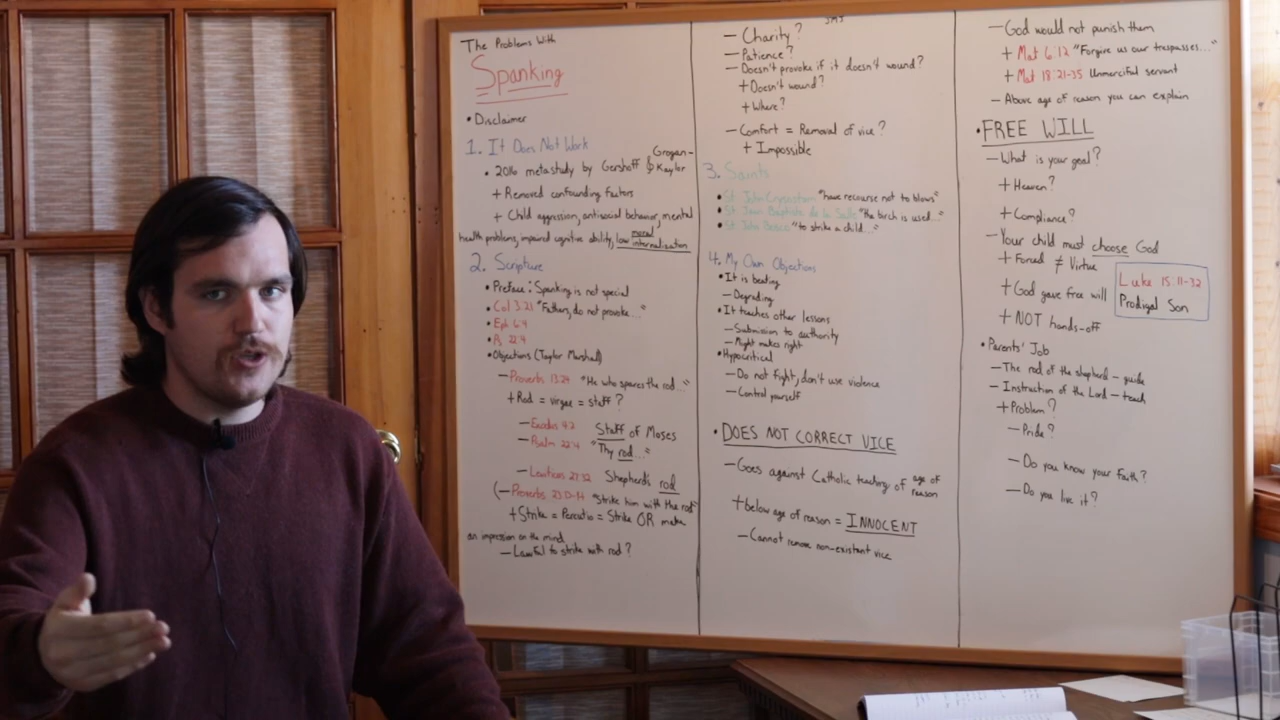 The Problems With
Spanking
• Disclaimer
1. It Does Not Work
• 2016 metastudy by Gershoff & Grogan-
Kaylor
+ Removed confounding factors
+ Child aggression, antisocial behavior, mental
health problems, impaired cognitive ability, low moral internalization
2. Scripture
• Preface: Spanking is not special
• Col 3:21 "Fathers, do not provoke..."
• Eph 6:4
• Ps 22:4
• Objections (Taylor Marshall)
— Proverbs 13:24 "He who spares the rod..."
+ Rod = virgae = staff?
— Exodus 4:2 Staff of Moses
— Psalm 22:4 "Thy rod..."
— Leviticus 27:32 Shepherd's rod
(— Proverbs 23:13-14 "Strike him with the rod"
+ Strike = Percutio = Strike OR make
an impression on the mind
— Lawful to strike with rod?
JMJ
— Charity?
— Patience?
— Doesn't provoke if it doesn't wound?
+ Doesn't wound?
+ Where?
— Comfort = Removal of vice?
+ Impossible
3. Saints
• St. John Chrysostom "have recourse not to blows"
• St. Jean Baptiste de la Salle "the birch is used..."
• St. John Bosco "to strike a child..."
4. My Own Objections
• It is beating
— Degrading
• It teaches other lessons
— Submission to authority
— Might makes right
• Hypocritical
— Do not fight, don't use violence
— Control yourself
• DOES NOT CORRECT VICE
— Goes against Catholic teaching of age of
reason
+ below age of reason = INNOCENT
— Cannot remove non-existant vice
— God would not punish them
+ Mat 6:12 "Forgive us our trespasses..."
+ Mat 18:21-35 Unmerciful servant
— Above age of reason you can explain
• FREE WILL
— What is your goal?
+ Heaven?
+ Compliance?
— Your child must choose God
+ Forced ≠ Virtue
+ God gave free will
+ NOT hands-off
Luke 15:11-32
Prodigal Son
• Parents' Job
— The rod of the shepherd – guide
— Instruction of the Lord – teach
+ Problem?
— Pride?
— Do you know your Faith?
— Do you live it?